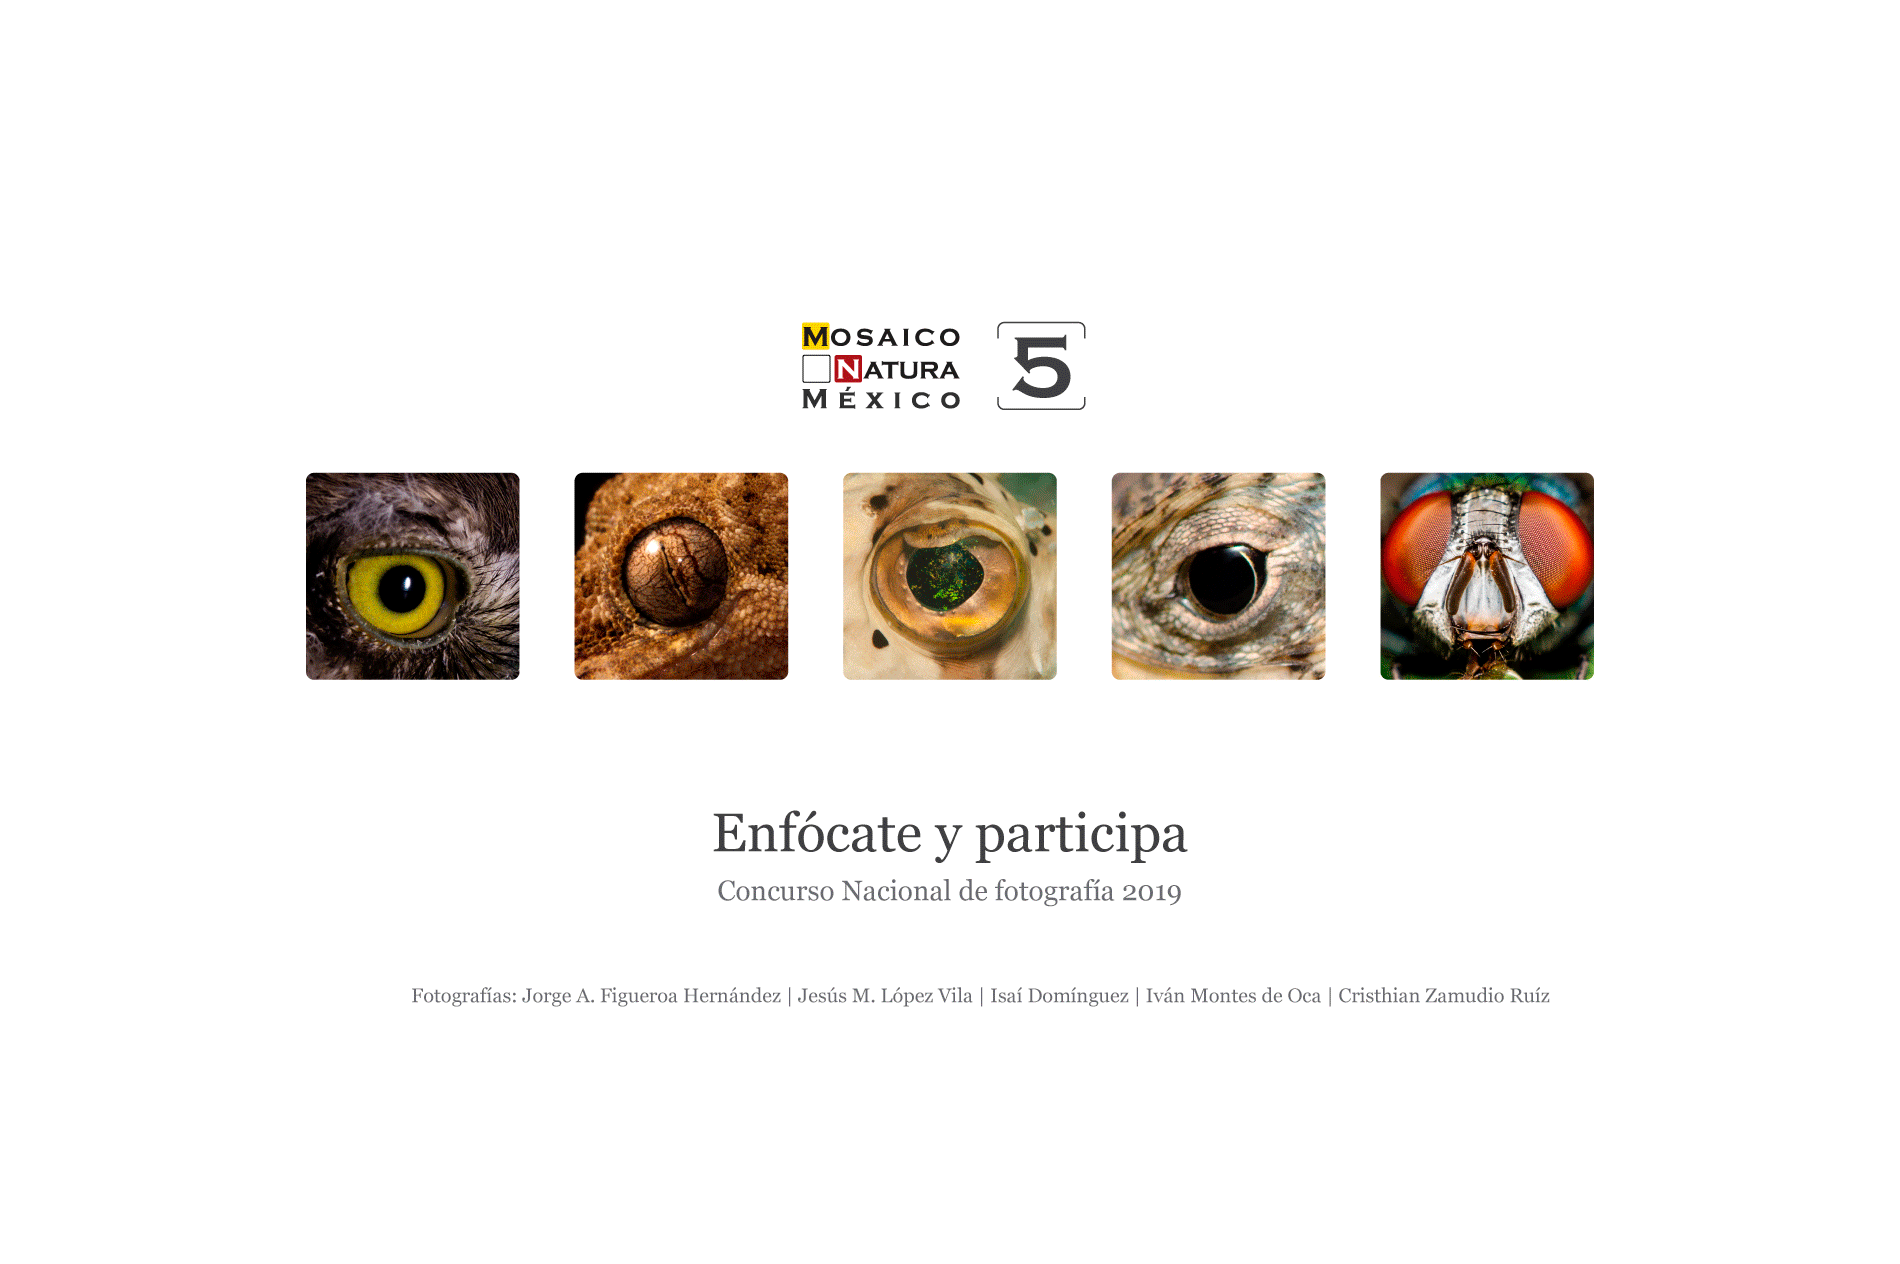 MOSAICO
NATURA
MÉXICO
5
Enfócate y participa
Concurso Nacional de fotografía 2019
Fotografías: Jorge A. Figueroa Hernández | Jesús M. López Vila | Isaí Domínguez | Iván Montes de Oca | Cristhian Zamudio Ruíz